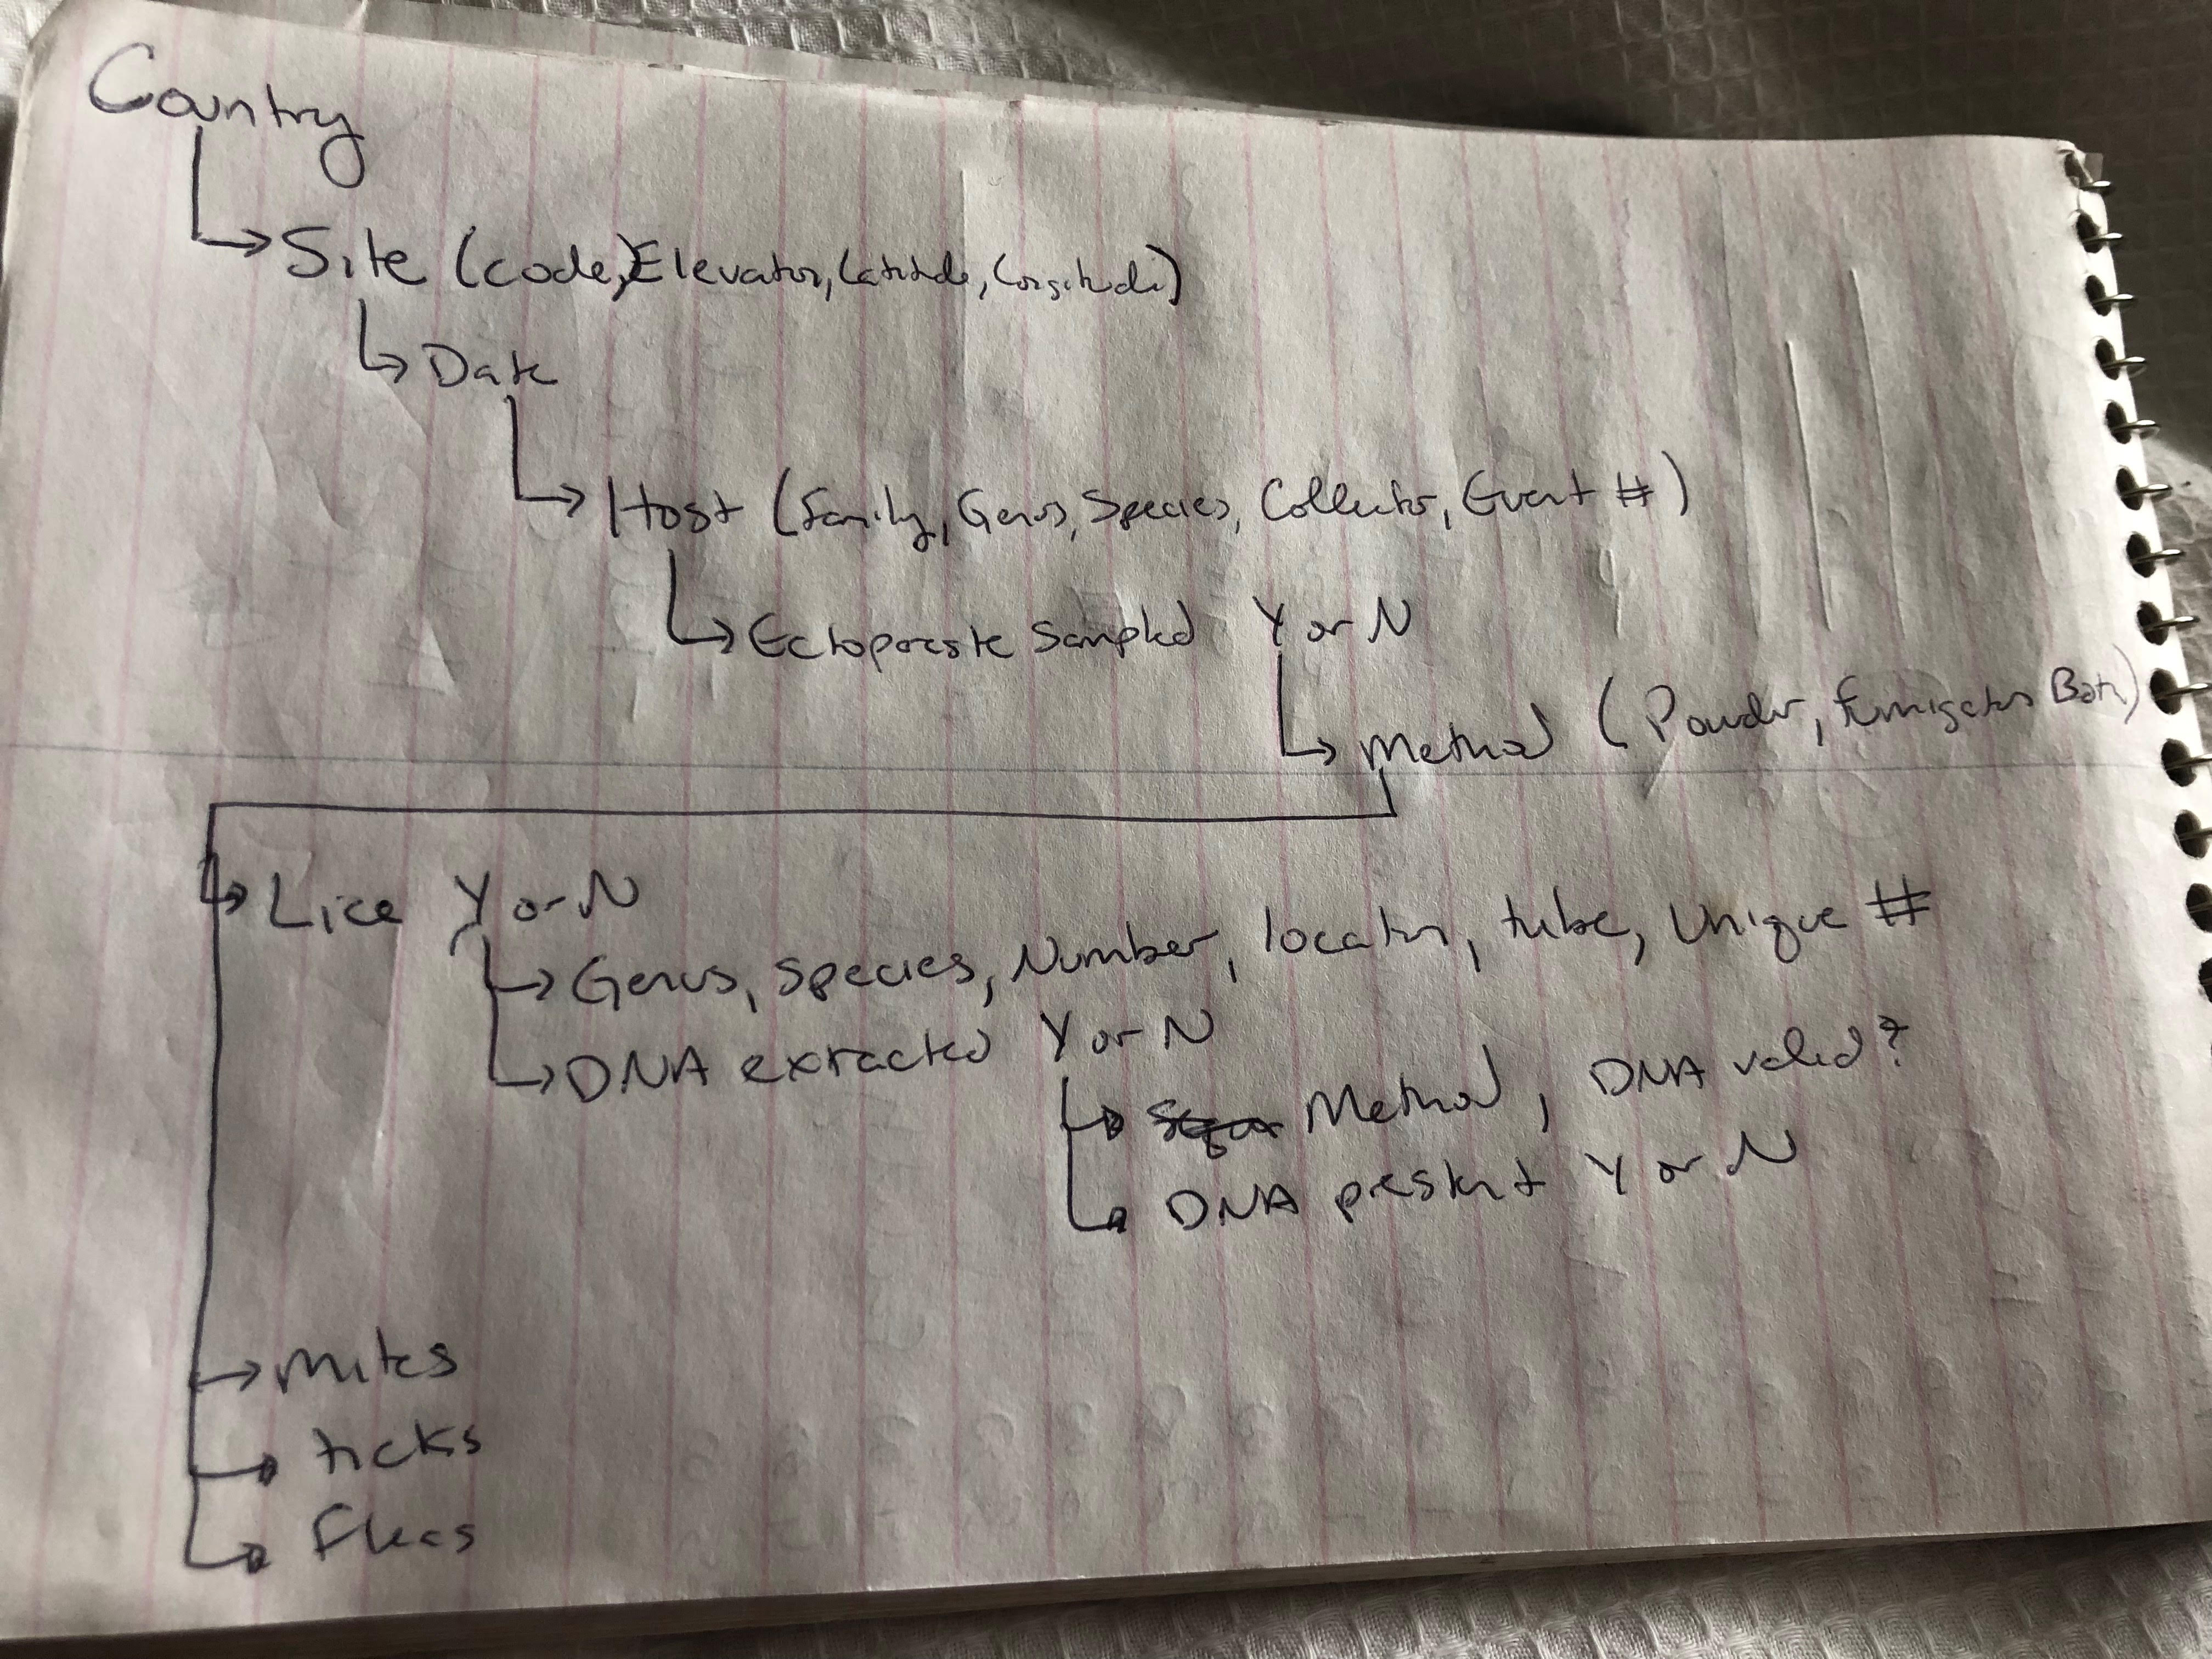 Country
Site (code, Elevation, Latitude, Longitude)
Date
Host (Family, Genus, Species, Collector, Event #)
Ectoparasite Sampled Y or N
Method (Powder, Fumigation, Both)
Lice Y or N
Genus, Species, Number, location, tube, Unique #
DNA extracted Y or N
Method, DNA valid?
DNA present Y or N
Mites
ticks
fleas